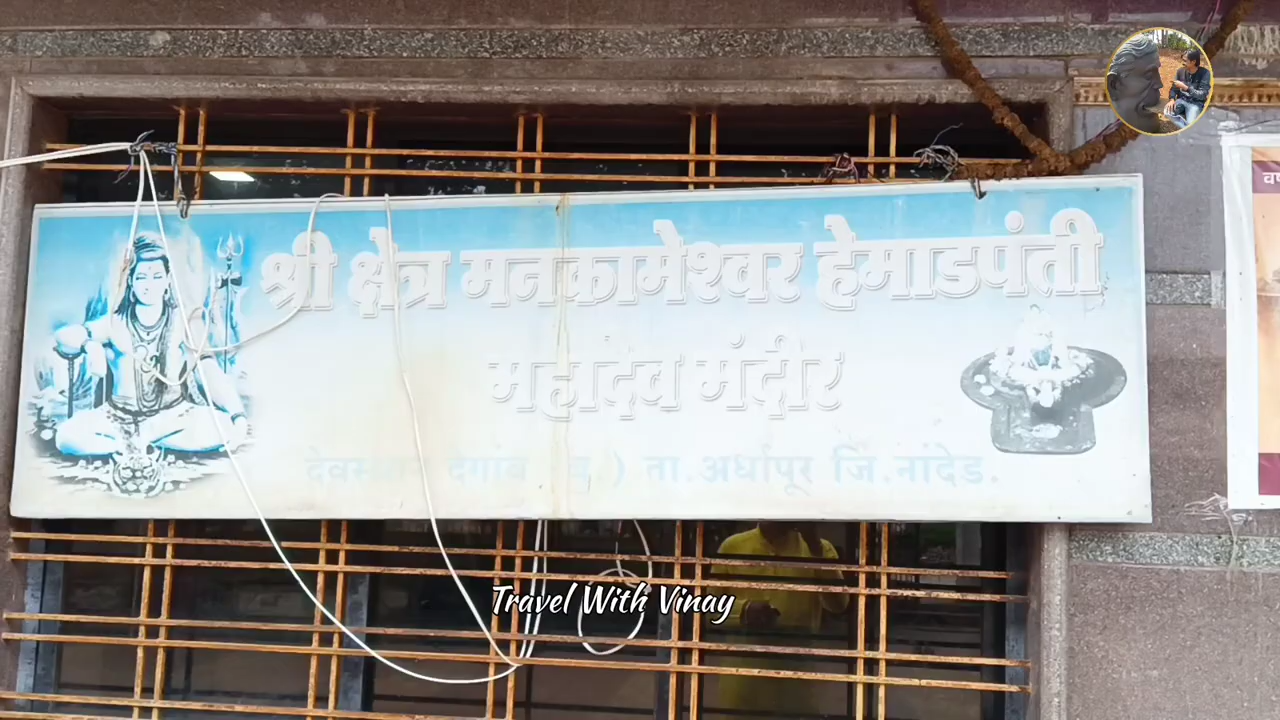 श्री क्षेत्र मनकामेश्वर हेमाडपंती
महादेव मंदीर
ता.अर्धापूर जि.नांदेड.
Travel With Vinay